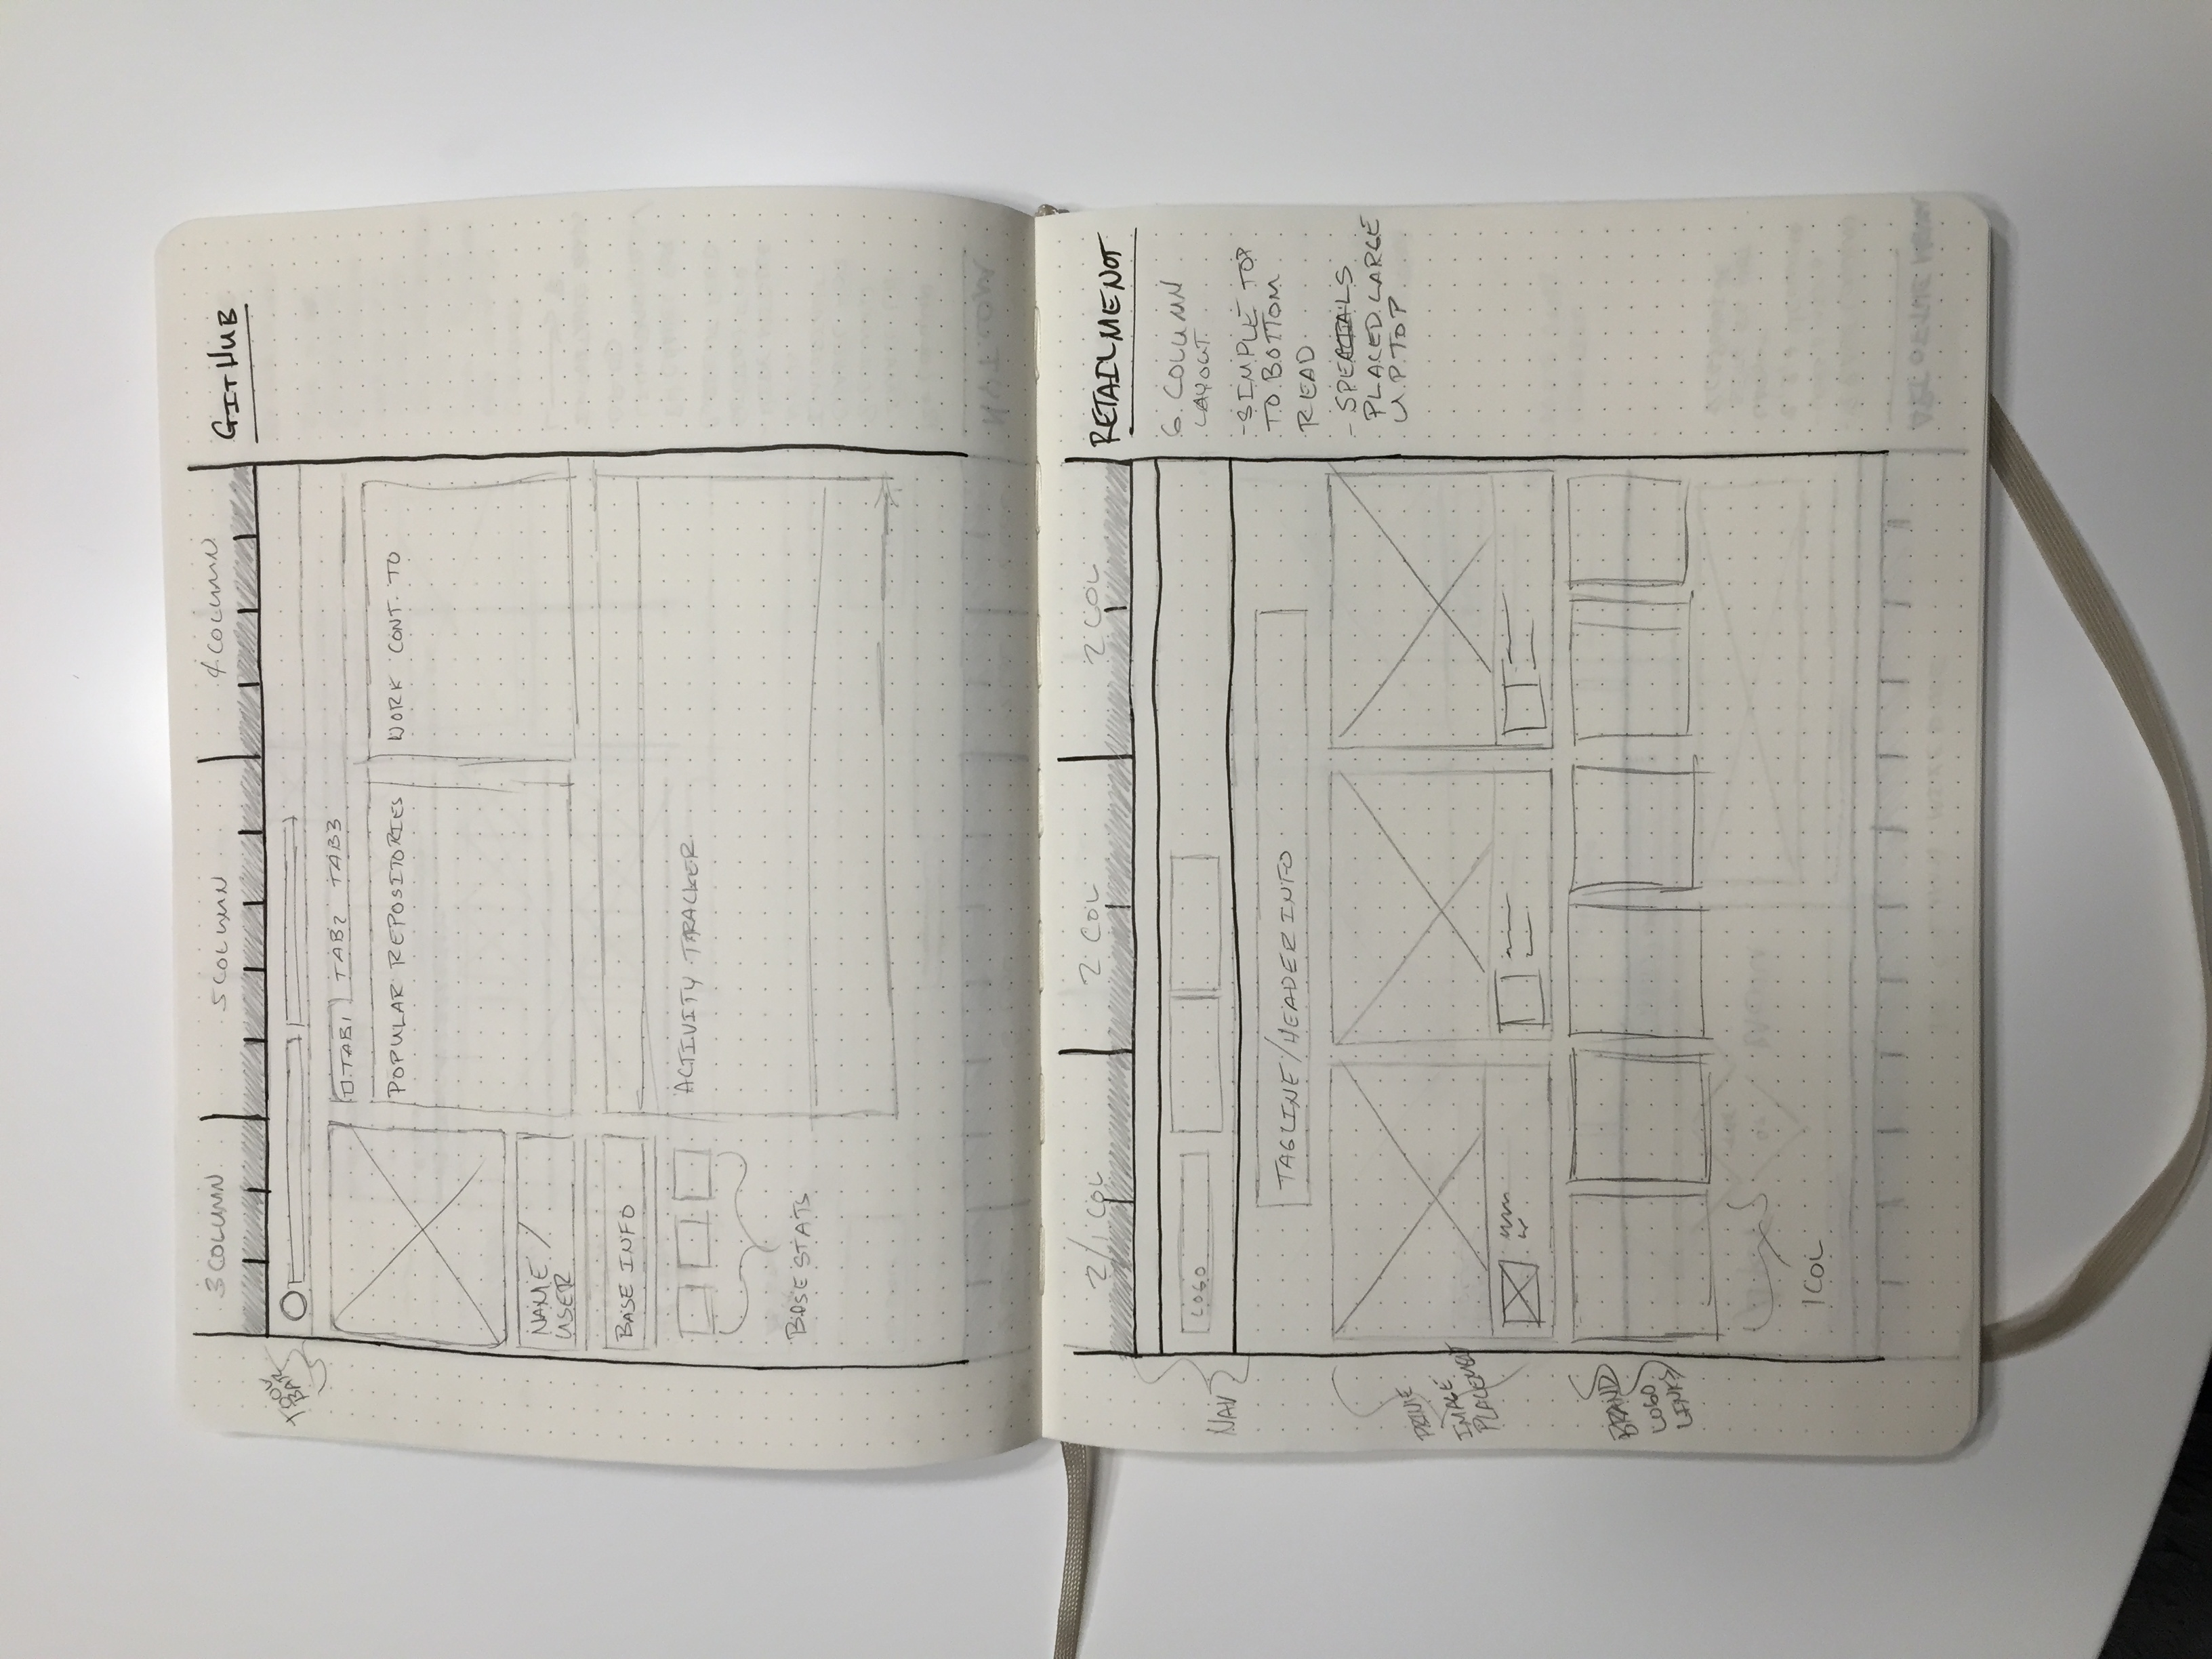 3 COLUMN
5 COLUMN
4 COLUMN
GITHUB
TOOL
BAR
TAB1 TAB2 TAB3
POPULAR REPOSITORIES
WORK CONT. TO
NAME /
USER
BASE INFO
ACTIVITY TRACKER
BASE STATS
2/1 COL
2 COL
2 COL
RETAILMENOT
NAV
LOGO
6 COLUMN
LAYOUT
TAGLINE/HEADER INFO
-SIMPLE TOP
TO BOTTOM
READ
- SPECIALS
PLACED LARGE
UP TOP
PRIME
IMAGE
PLACEMENT
BRAND
LOGO
LINKS
1 COL